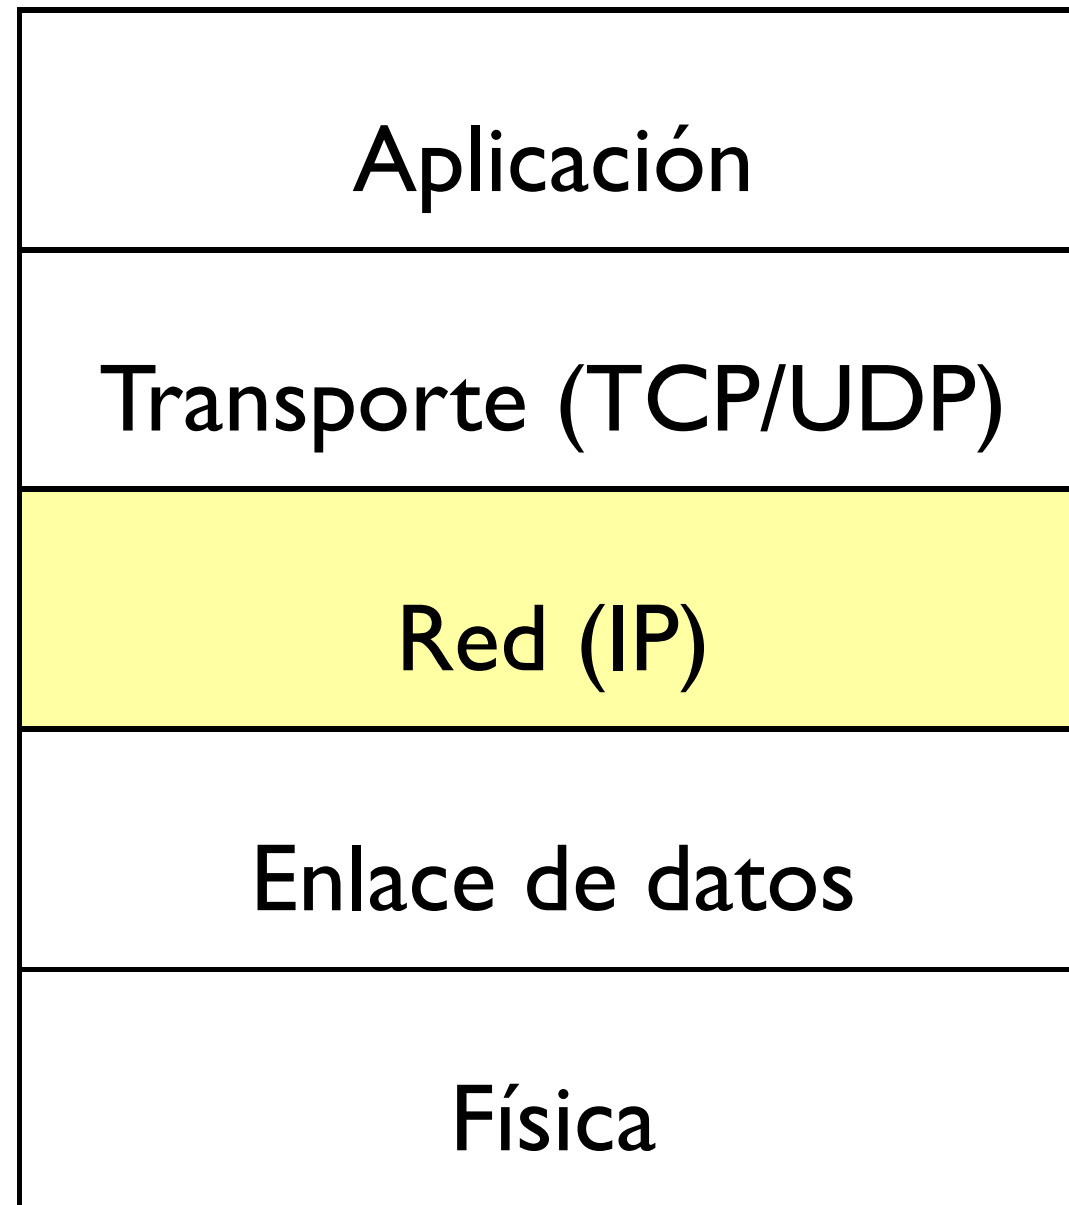 Aplicación
Transporte (TCP/UDP)
Red (IP)
Enlace de datos
Física